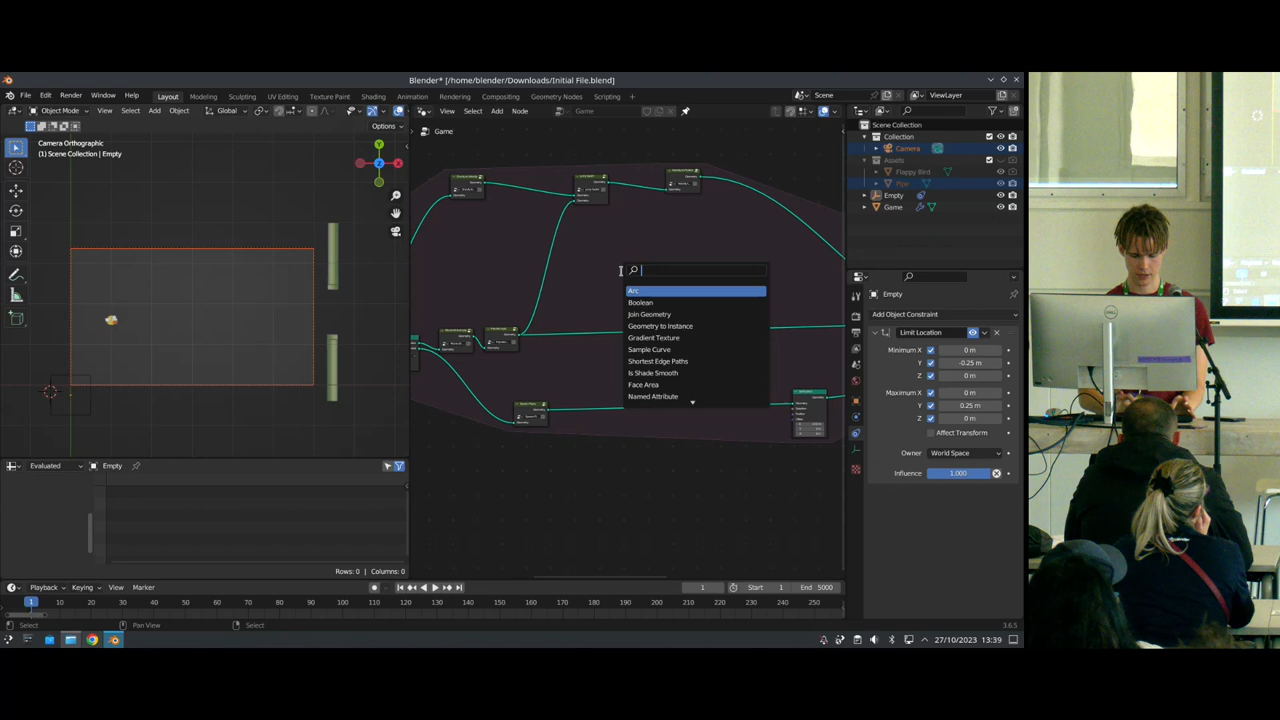 Blender* [/home/blender/Downloads/Initial File.blend]
File Edit Render Window Help Layout Modeling Sculpting UV Editing Texture Paint Shading Animation Rendering Compositing Geometry Nodes Scripting + Scene ViewLayer
Object Mode View Select Add Object Global View Select Add Node Game
Options
Game
Camera Orthographic
(1) Scene Collection | Empty
Y
X
Z
Scene Collection
Collection
Camera
Assets
Flappy Bird
Pipe
Empty
Game
Arc
Boolean
Join Geometry
Geometry to Instance
Gradient Texture
Sample Curve
Shortest Edge Paths
Is Shade Smooth
Face Area
Named Attribute
Empty
Add Object Constraint
Limit Location
Minimum X 0 m
Y -0.25 m
Z 0 m
Maximum X 0 m
Y 0.25 m
Z 0 m
Affect Transform
Owner World Space
Influence 1.000
Evaluated Empty
Rows: 0 | Columns: 0
Playback Keying View Marker 1 Start 1 End 5000
1 10 20 30 40 50 60 70 80 90 100 110 120 130 140 150 160 170 180 190 200 210 220 230 240 250
Select Pan View Select 3.6.5
27/10/2023 13:39
DELL